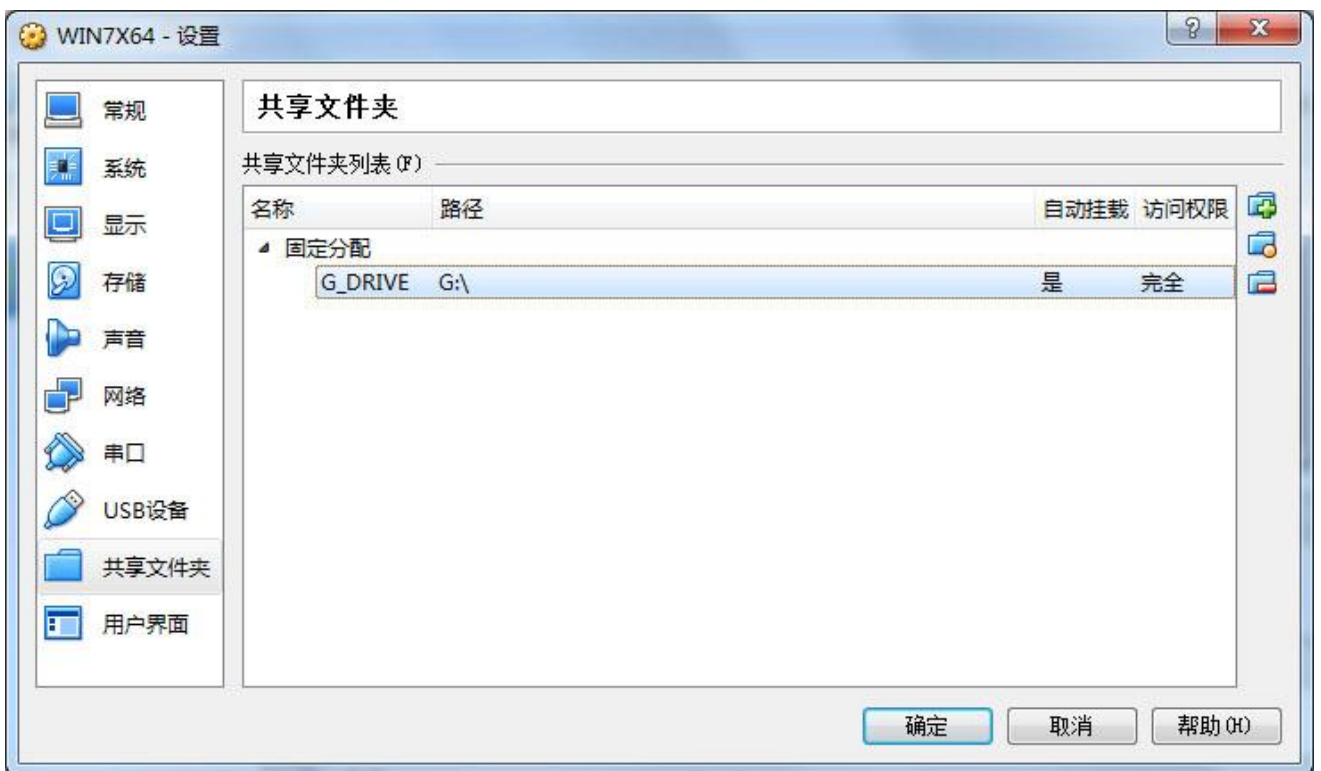 WIN7X64 - 设置
常规
系统
显示
存储
声音
网络
串口
USB设备
共享文件夹
用户界面
共享文件夹
共享文件夹列表(F)
名称 路径 自动挂载 访问权限
固定分配
G_DRIVE G:\ 是 完全
确定 取消 帮助(H)